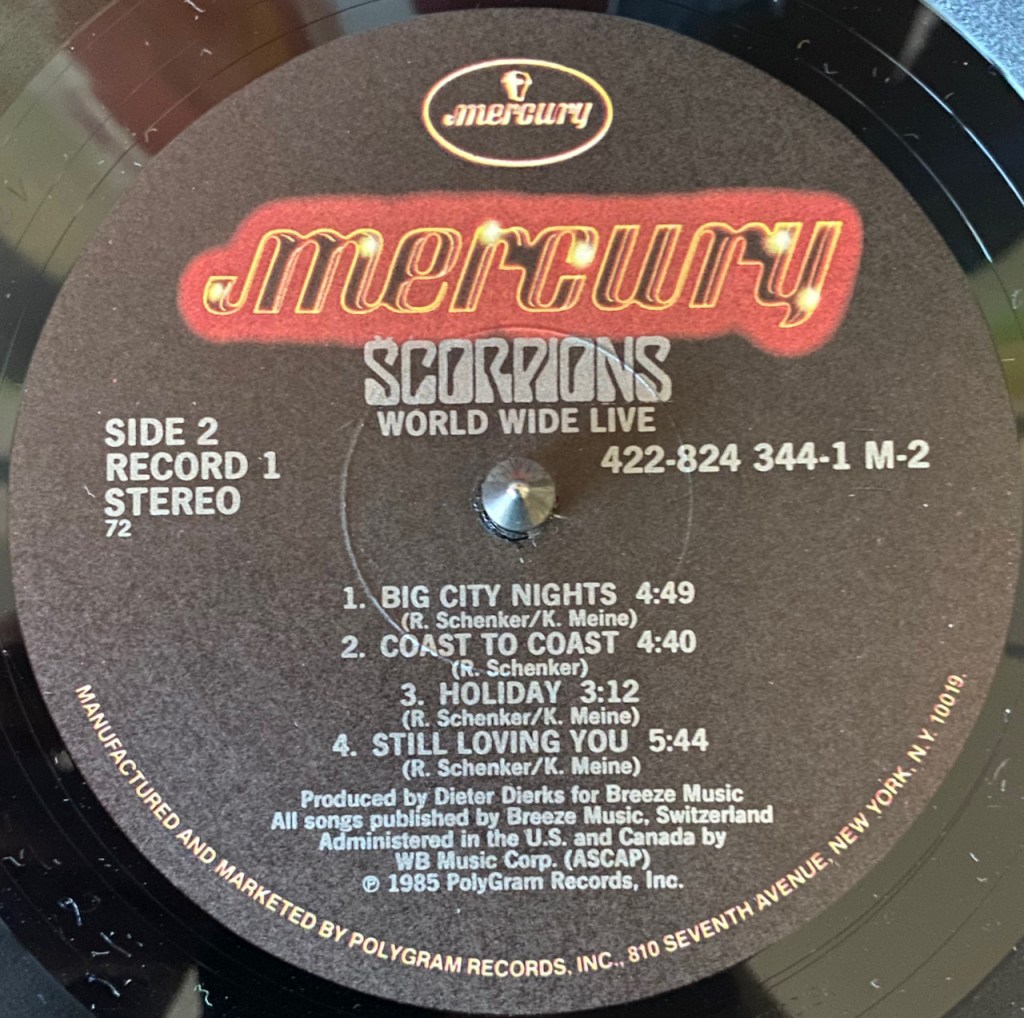 mercury
mercury
SCORPIONS
WORLD WIDE LIVE
SIDE 2
RECORD 1
STEREO
72
422-824 344-1 M-2
1. BIG CITY NIGHTS 4:49
(R. Schenker/K. Meine)
2. COAST TO COAST 4:40
(R. Schenker)
3. HOLIDAY 3:12
(R. Schenker/K. Meine)
4. STILL LOVING YOU 5:44
(R. Schenker/K. Meine)
Produced by Dieter Dierks for Breeze Music
All songs published by Breeze Music, Switzerland
Administered in the U.S. and Canada by
WB Music Corp. (ASCAP)
℗ 1985 PolyGram Records, Inc.
MANUFACTURED AND MARKETED BY POLYGRAM RECORDS, INC., 810 SEVENTH AVENUE, NEW YORK, N.Y. 10019.